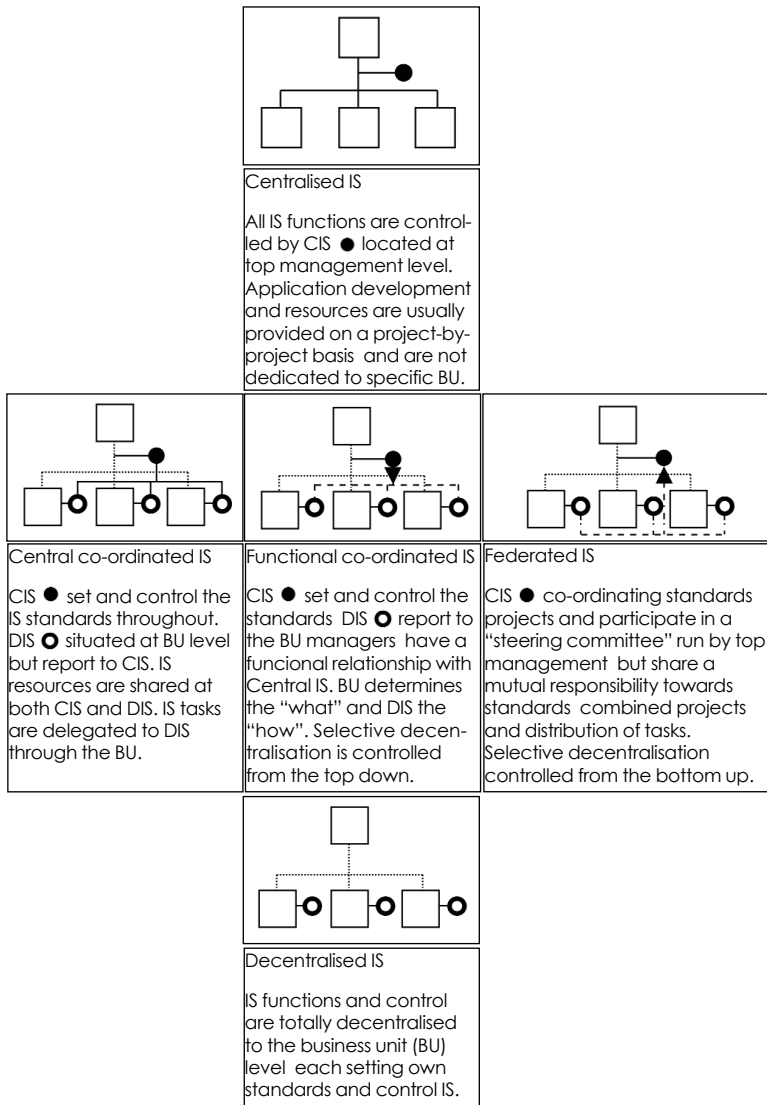 Centralised IS
All IS functions are control-
led by CIS ● located at
top management level.
Application development
and resources are usually
provided on a project-by-
project basis and are not
dedicated to specific BU.
Central co-ordinated IS
CIS ● set and control the
IS standards throughout.
DIS O situated at BU level
but report to CIS. IS
resources are shared at
both CIS and DIS. IS tasks
are delegated to DIS
through the BU.
Functional co-ordinated IS
CIS ● set and control the
standards DIS O report to
the BU managers have a
funcional relationship with
Central IS. BU determines
the “what” and DIS the
“how”. Selective decen-
tralisation is controlled
from the top down.
Federated IS
CIS ● co-ordinating standards
projects and participate in a
“steering committee” run by top
management but share a
mutual responsibility towards
standards combined projects
and distribution of tasks.
Selective decentralisation
controlled from the bottom up.
Decentralised IS
IS functions and control
are totally decentralised
to the business unit (BU)
level each setting own
standards and control IS.